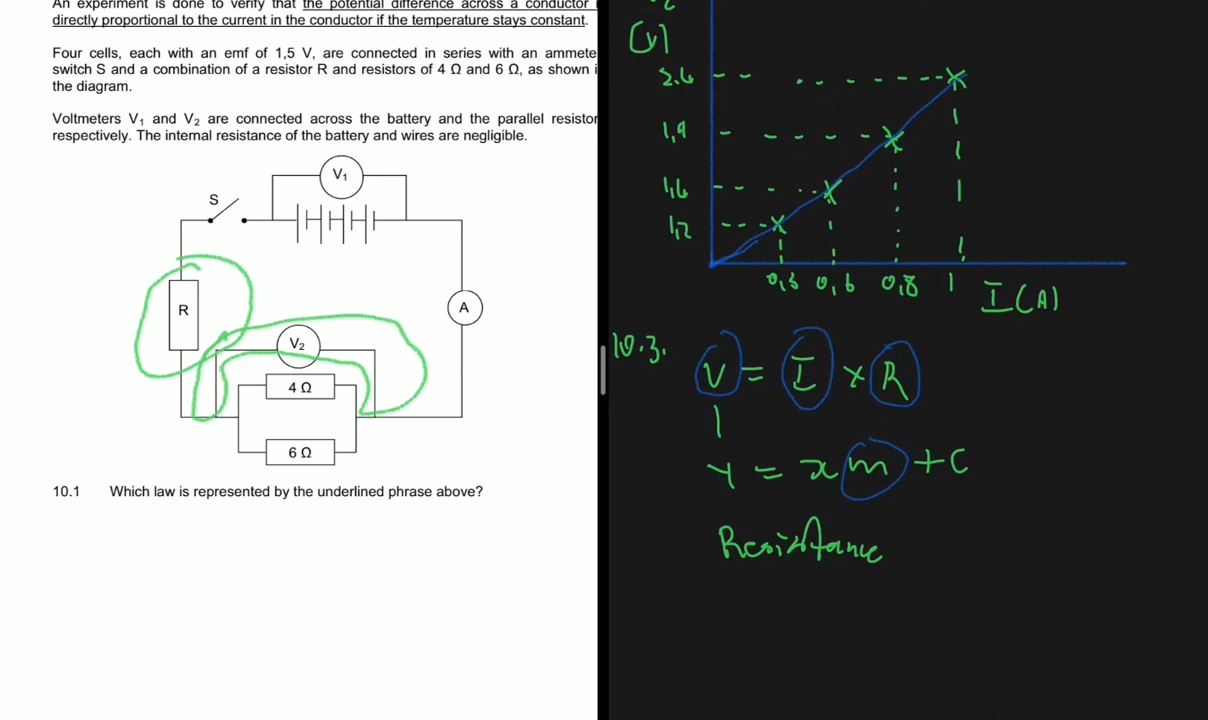 An experiment is done to verify that the potential difference across a conductor
directly proportional to the current in the conductor if the temperature stays constant.
Four cells, each with an emf of 1,5 V, are connected in series with an ammete
switch S and a combination of a resistor R and resistors of 4 Ω and 6 Ω, as shown i
the diagram.
Voltmeters V₁ and V₂ are connected across the battery and the parallel resistor
respectively. The internal resistance of the battery and wires are negligible.
V₁
S
R
A
V₂
4 Ω
6 Ω
10.1 Which law is represented by the underlined phrase above?
(V)
2.6
1,9
1,6
1,2
0,6 0,8 1 I (A)
10.3.
V = I × R
Y = x m + C
Resistance